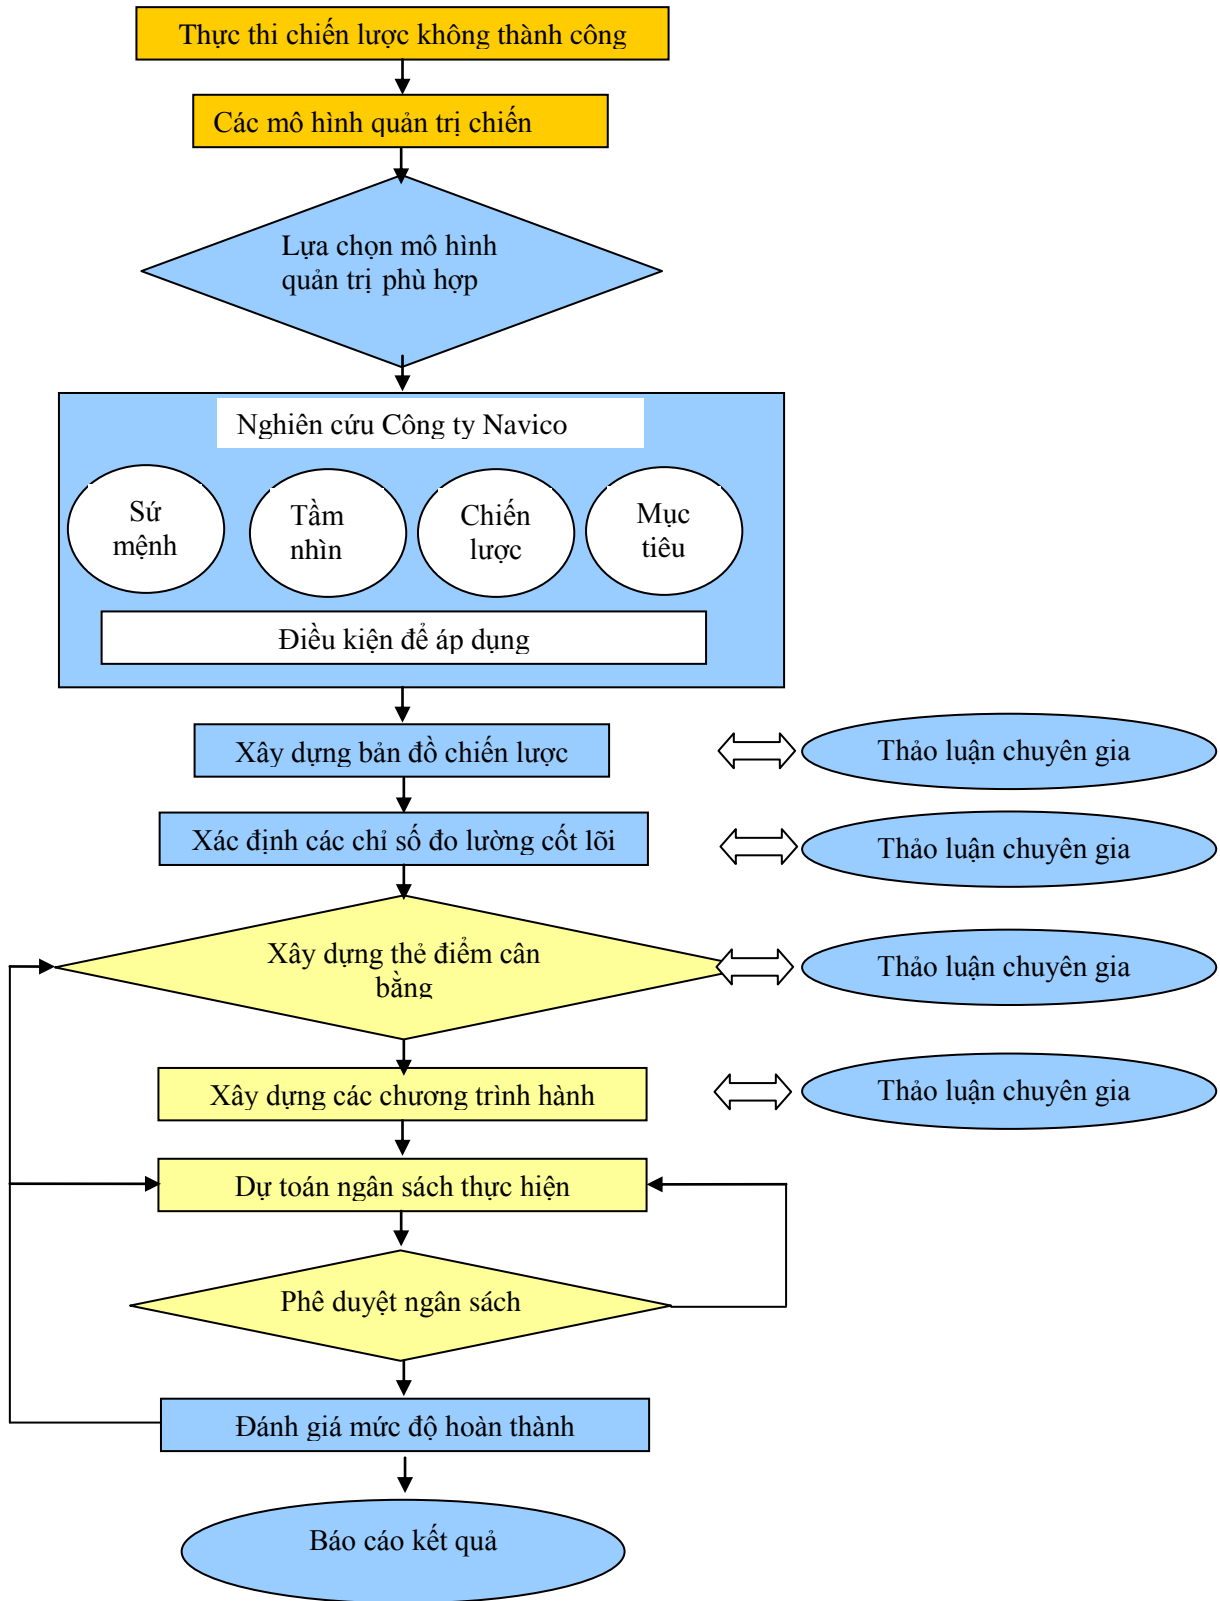 Thực thi chiến lược không thành công
Các mô hình quản trị chiến
Lựa chọn mô hình
quản trị phù hợp
Nghiên cứu Công ty Navico
Sứ
mệnh
Tầm
nhìn
Chiến
lược
Mục
tiêu
Điều kiện để áp dụng
Xây dựng bản đồ chiến lược
Thảo luận chuyên gia
Xác định các chỉ số đo lường cốt lõi
Thảo luận chuyên gia
Xây dựng thẻ điểm cân
bằng
Thảo luận chuyên gia
Xây dựng các chương trình hành
Thảo luận chuyên gia
Dự toán ngân sách thực hiện
Phê duyệt ngân sách
Đánh giá mức độ hoàn thành
Báo cáo kết quả